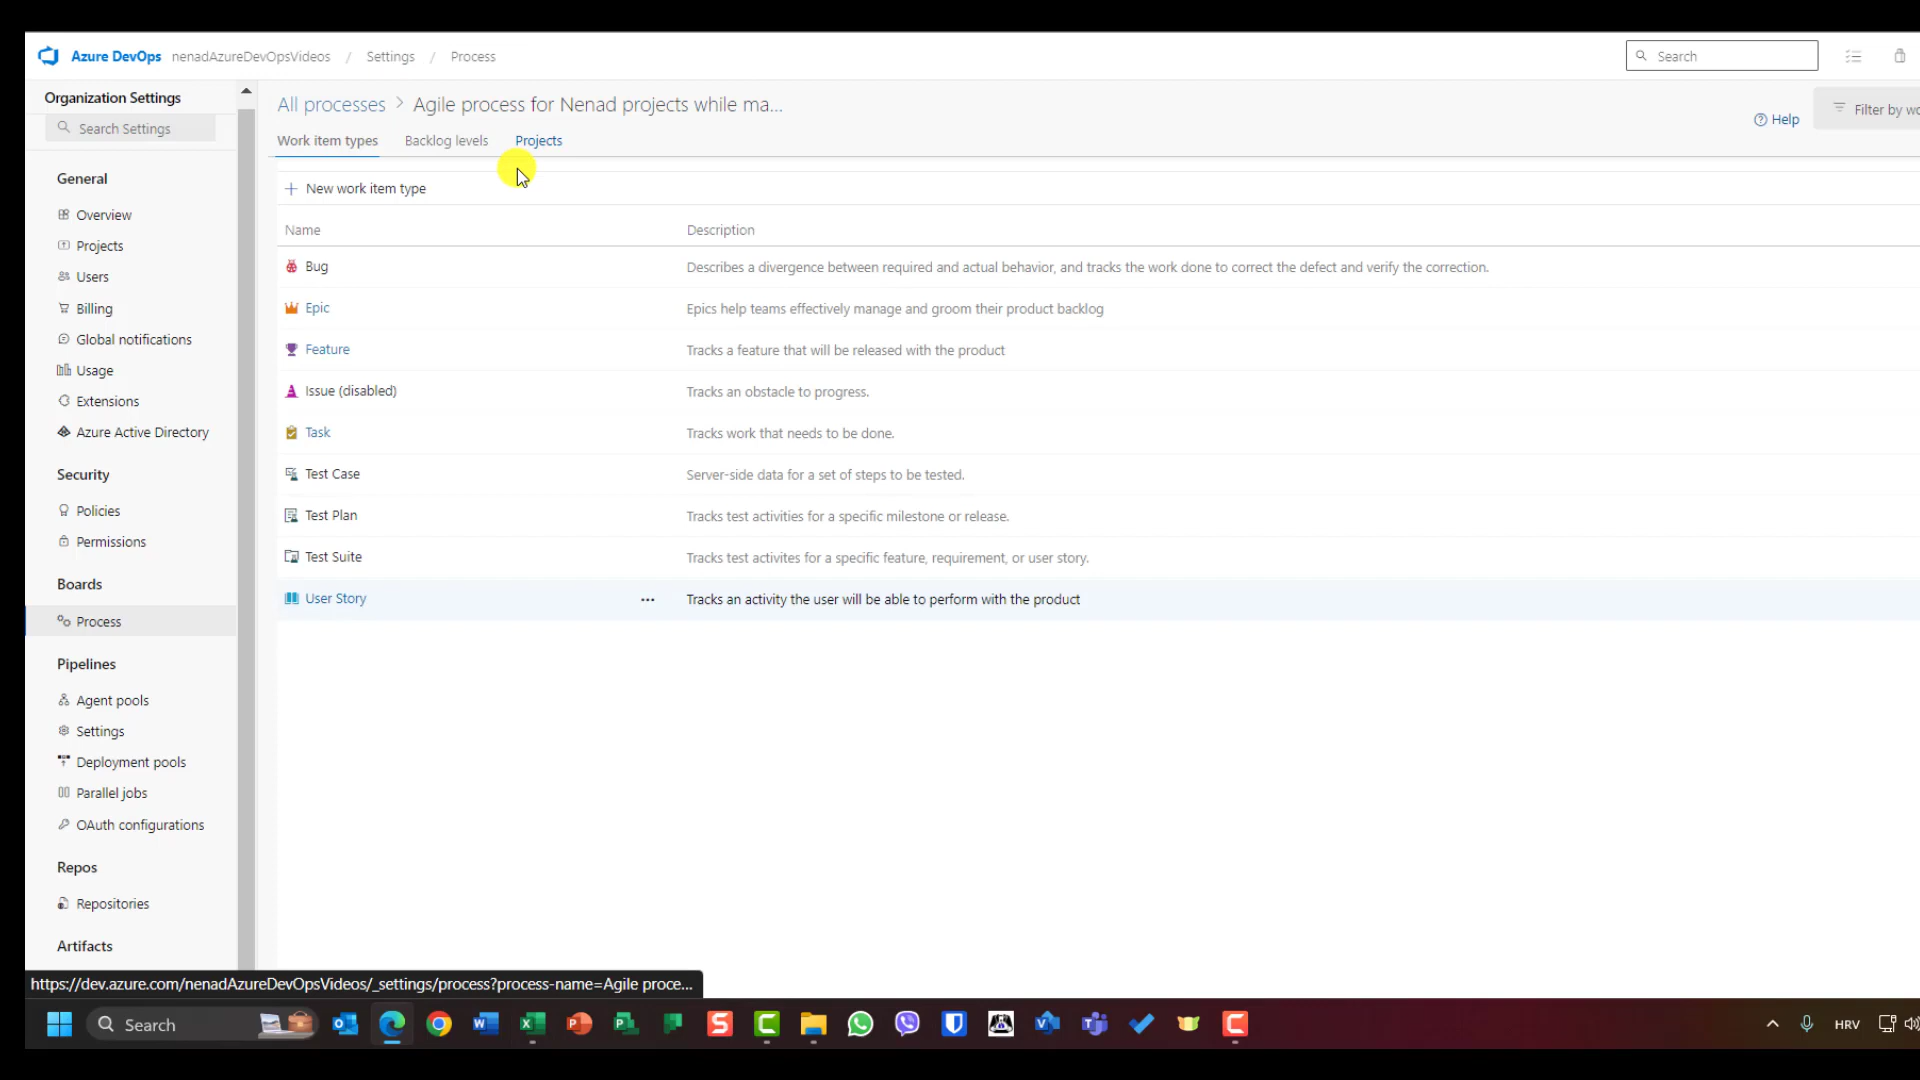 Azure DevOps nenadAzureDevOpsVideos / Settings / Process
Search
Organization Settings
Search Settings
General
Overview
Projects
Users
Billing
Global notifications
Usage
Extensions
Azure Active Directory
Security
Policies
Permissions
Boards
Process
Pipelines
Agent pools
Settings
Deployment pools
Parallel jobs
OAuth configurations
Repos
Repositories
Artifacts
All processes > Agile process for Nenad projects while ma...
Help
Filter by wo
Work item types Backlog levels Projects
+ New work item type
Name Description
Bug Describes a divergence between required and actual behavior, and tracks the work done to correct the defect and verify the correction.
Epic Epics help teams effectively manage and groom their product backlog
Feature Tracks a feature that will be released with the product
Issue (disabled) Tracks an obstacle to progress.
Task Tracks work that needs to be done.
Test Case Server-side data for a set of steps to be tested.
Test Plan Tracks test activities for a specific milestone or release.
Test Suite Tracks test activites for a specific feature, requirement, or user story.
User Story ... Tracks an activity the user will be able to perform with the product
https://dev.azure.com/nenadAzureDevOpsVideos/_settings/process?process-name=Agile proce...
Search
HRV